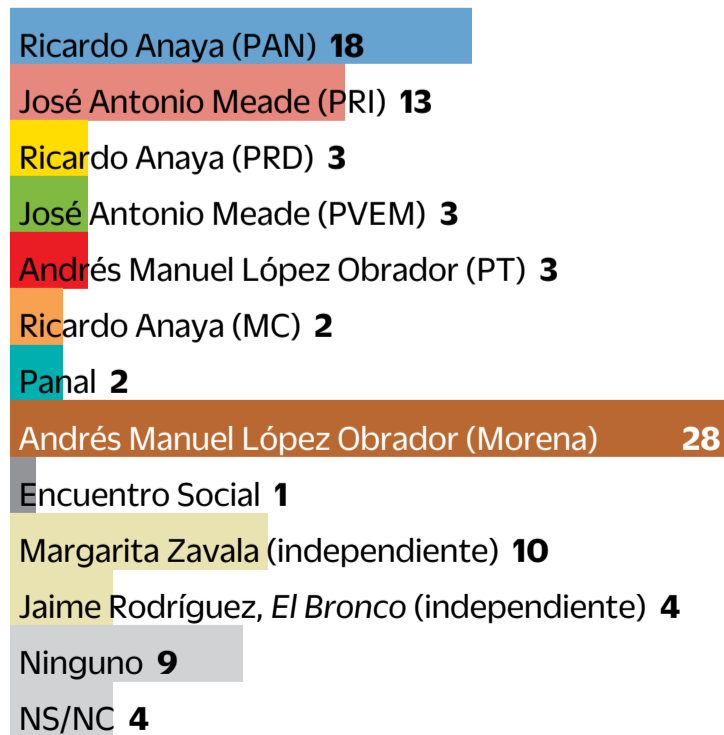 Ricardo Anaya (PAN) 18
José Antonio Meade (PRI) 13
Ricardo Anaya (PRD) 3
José Antonio Meade (PVEM) 3
Andrés Manuel López Obrador (PT) 3
Ricardo Anaya (MC) 2
Panal 2
Andrés Manuel López Obrador (Morena) 28
Encuentro Social 1
Margarita Zavala (independiente) 10
Jaime Rodríguez, El Bronco (independiente) 4
Ninguno 9
NS/NC 4